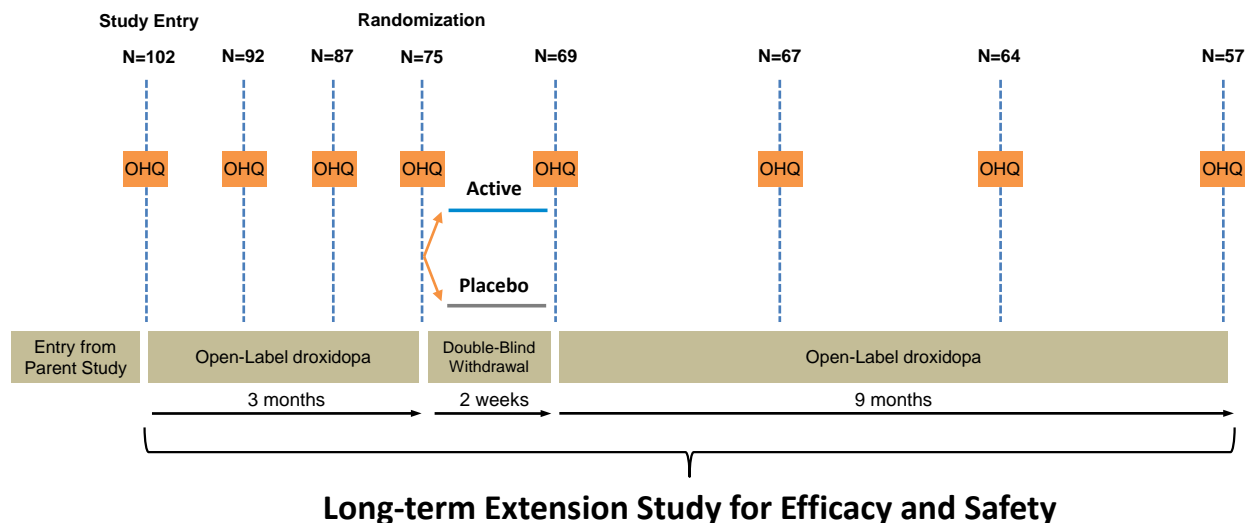 Study Entry
Randomization
N=102
N=92
N=87
N=75
N=69
N=67
N=64
N=57
OHQ
OHQ
OHQ
OHQ
OHQ
OHQ
OHQ
OHQ
Active
Placebo
Entry from
Parent Study
Open-Label droxidopa
Double-Blind
Withdrawal
Open-Label droxidopa
3 months
2 weeks
9 months
Long-term Extension Study for Efficacy and Safety